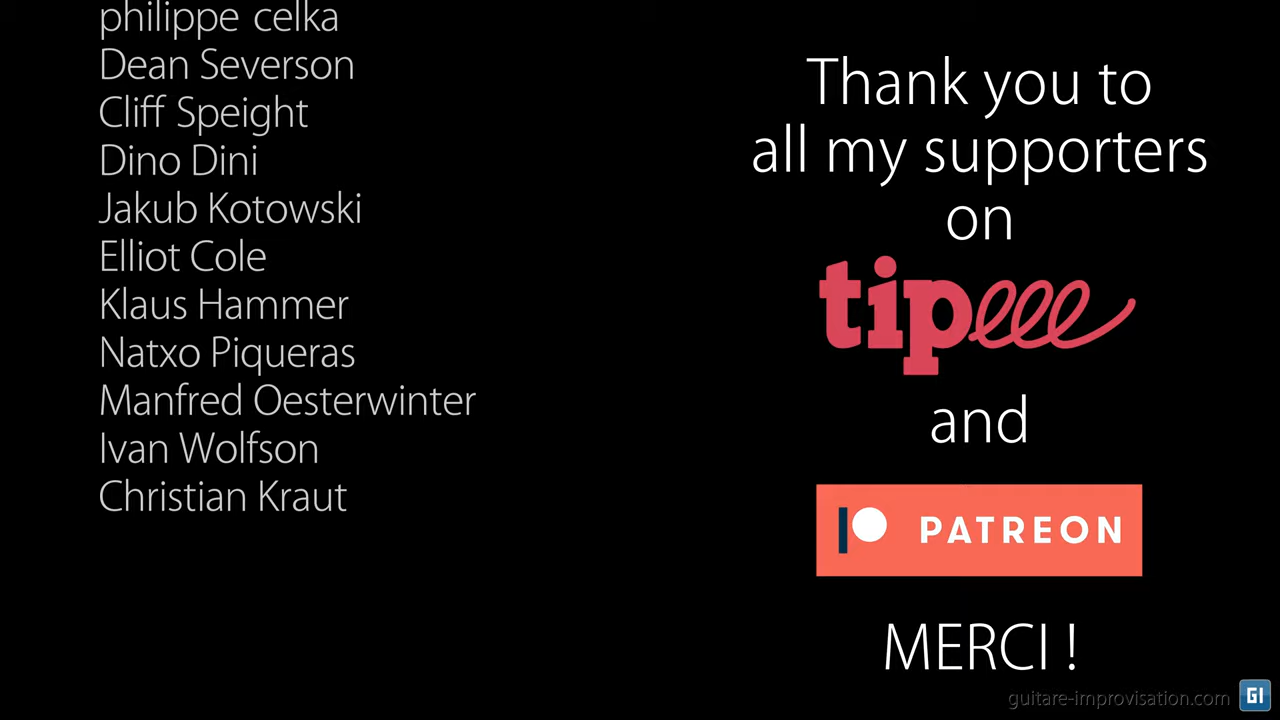 philippe celka
Dean Severson
Cliff Speight
Dino Dini
Jakub Kotowski
Elliot Cole
Klaus Hammer
Natxo Piqueras
Manfred Oesterwinter
Ivan Wolfson
Christian Kraut
Thank you to
all my supporters
on
tipeee
and
PATREON
MERCI !
guitare-improvisation.com GI